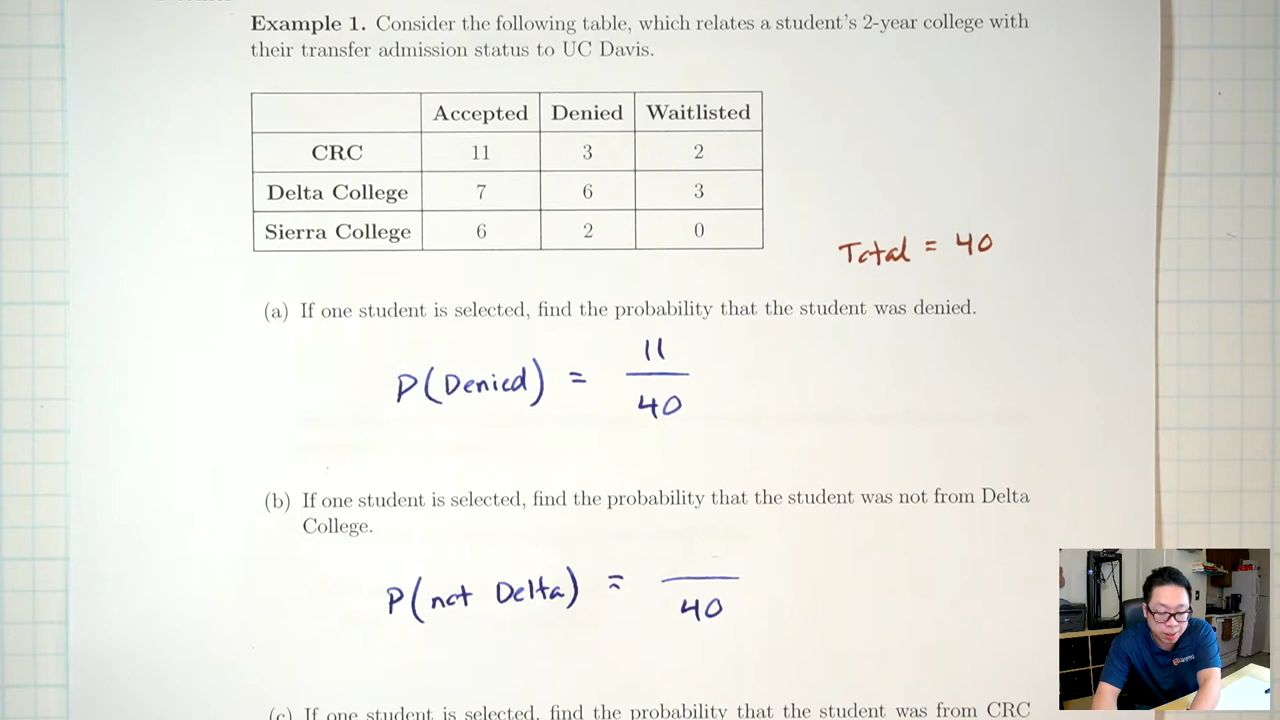 Example 1. Consider the following table, which relates a student's 2-year college with
their transfer admission status to UC Davis.
Accepted Denied Waitlisted
CRC 11 3 2
Delta College 7 6 3
Sierra College 6 2 0
Total = 40
(a) If one student is selected, find the probability that the student was denied.
P(Denied) = 11
40
(b) If one student is selected, find the probability that the student was not from Delta
College.
P(not Delta) =
40
(c) If one student is selected, find the probability that the student was from CRC